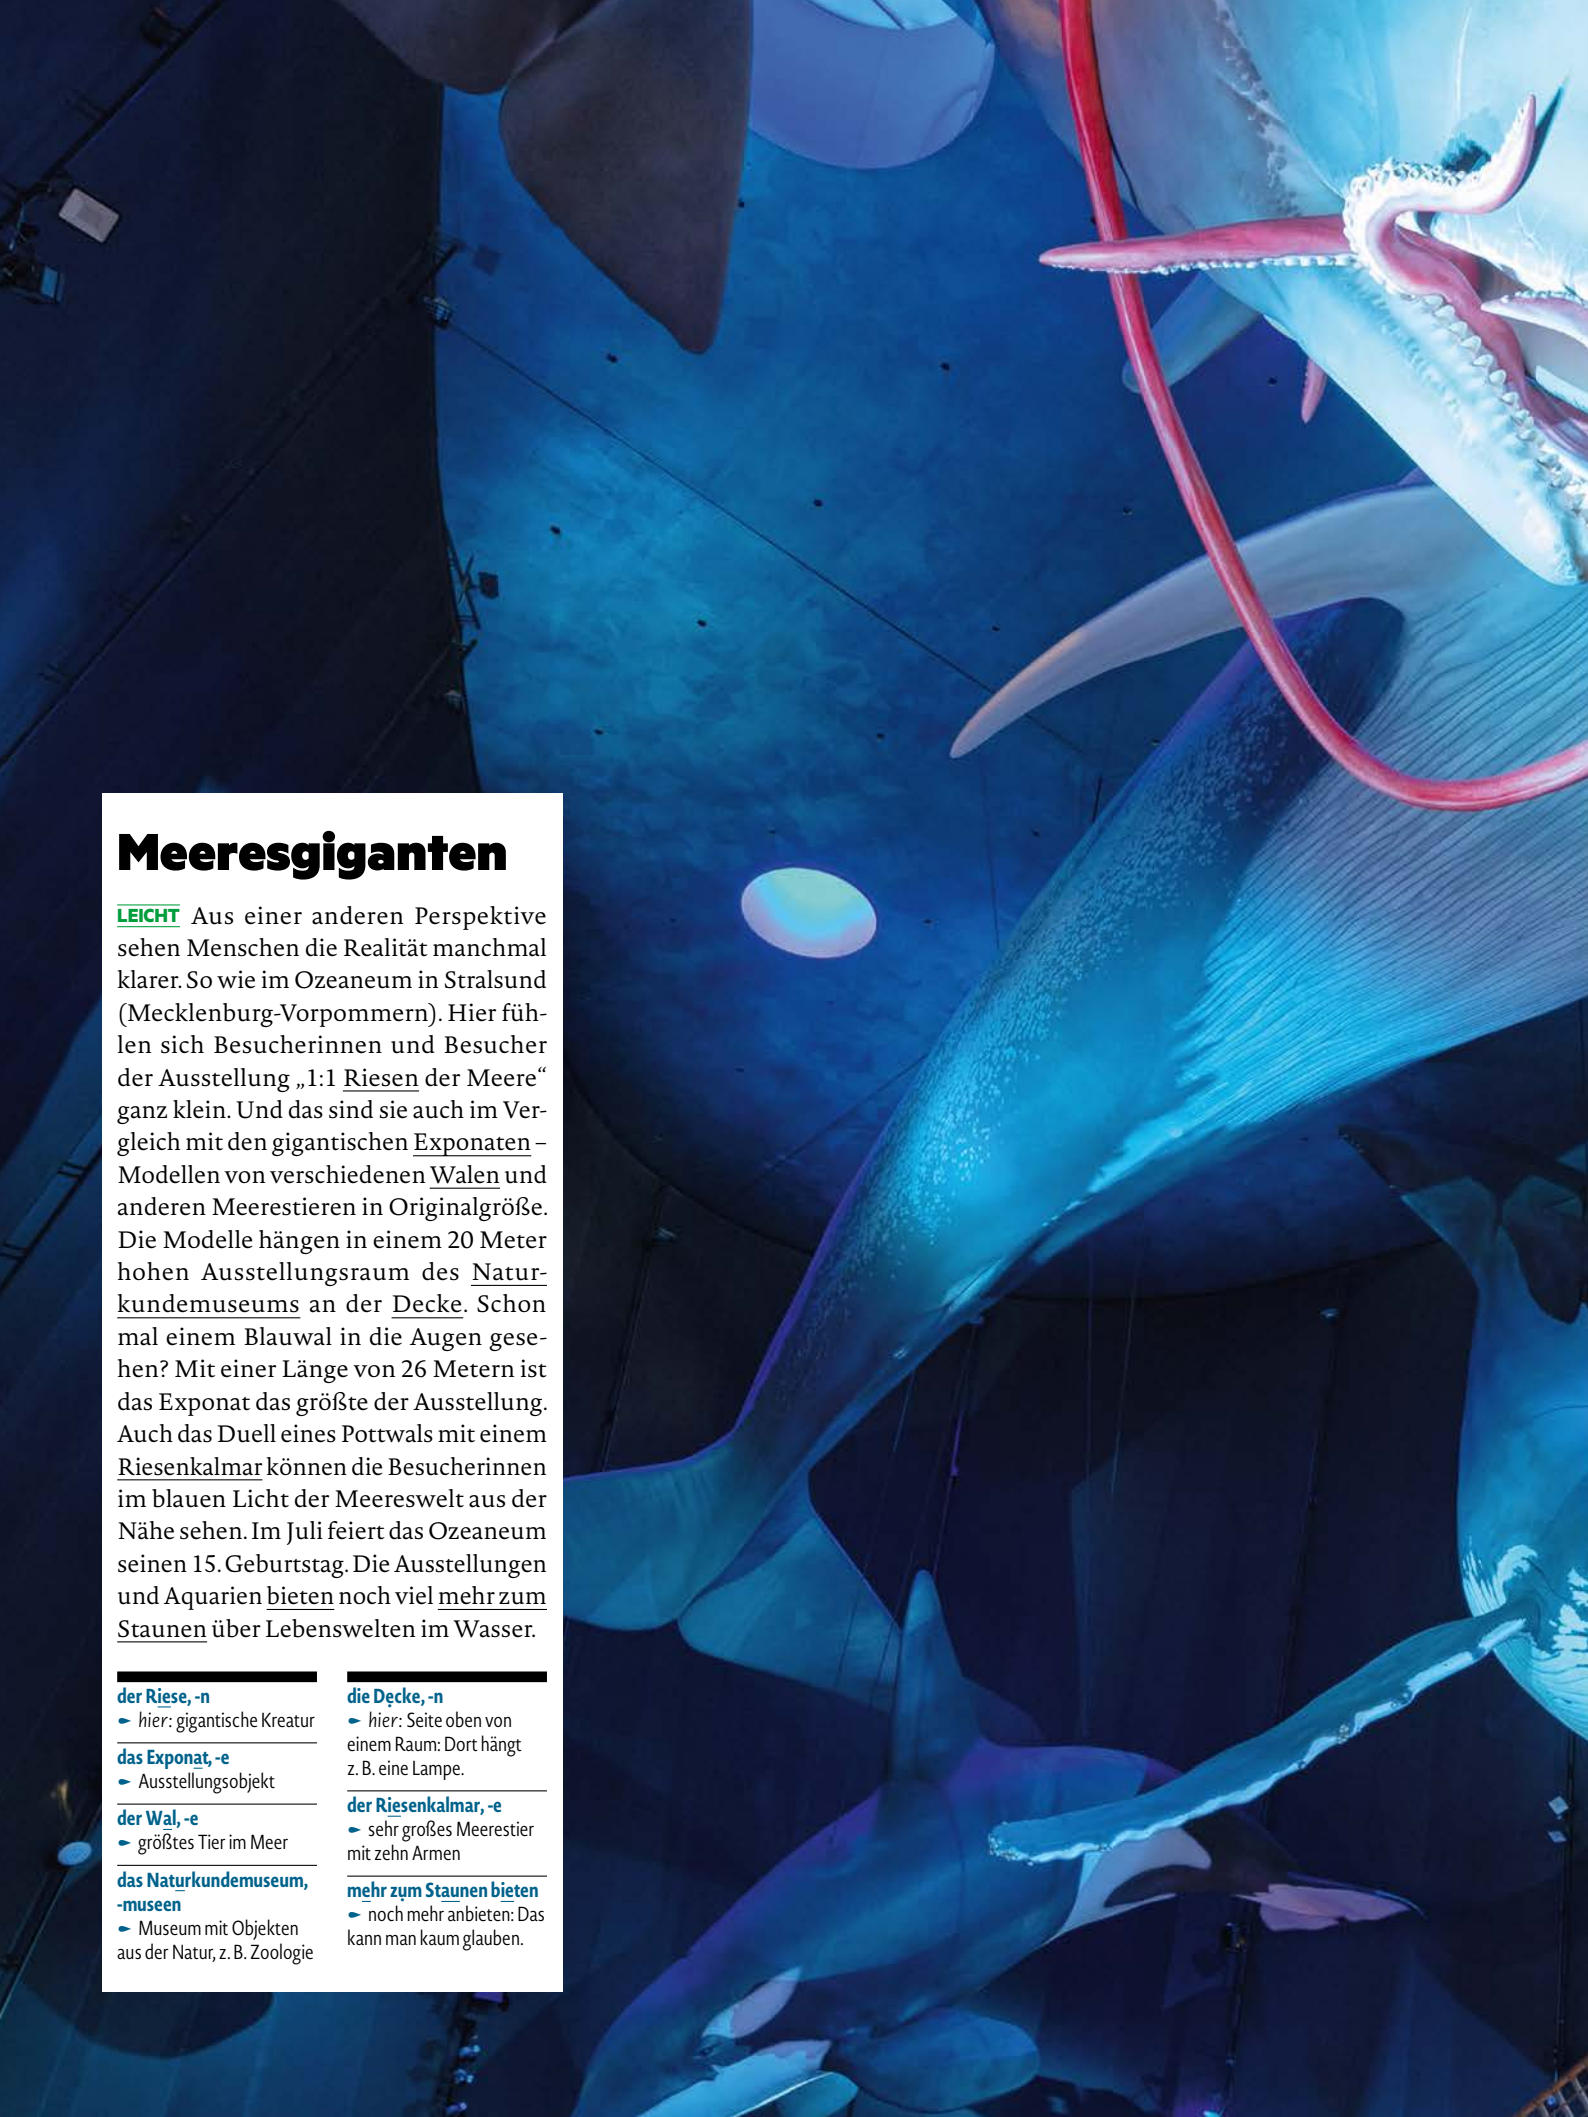 Meeresgiganten
LEICHT Aus einer anderen Perspektive
sehen Menschen die Realität manchmal
klarer. So wie im Ozeaneum in Stralsund
(Mecklenburg-Vorpommern). Hier füh-
len sich Besucherinnen und Besucher
der Ausstellung „1:1 Riesen der Meere“
ganz klein. Und das sind sie auch im Ver-
gleich mit den gigantischen Exponaten –
Modellen von verschiedenen Walen und
anderen Meerestieren in Originalgröße.
Die Modelle hängen in einem 20 Meter
hohen Ausstellungsraum des Natur-
kundemuseums an der Decke. Schon
mal einem Blauwal in die Augen gese-
hen? Mit einer Länge von 26 Metern ist
das Exponat das größte der Ausstellung.
Auch das Duell eines Pottwals mit einem
Riesenkalmar können die Besucherinnen
im blauen Licht der Meereswelt aus der
Nähe sehen. Im Juli feiert das Ozeaneum
seinen 15. Geburtstag. Die Ausstellungen
und Aquarien bieten noch viel mehr zum
Staunen über Lebenswelten im Wasser.
der Riese, -n
► hier: gigantische Kreatur
das Exponat, -e
► Ausstellungsobjekt
der Wal, -e
► größtes Tier im Meer
das Naturkundemuseum,
-museen
► Museum mit Objekten
aus der Natur, z. B. Zoologie
die Decke, -n
► hier: Seite oben von
einem Raum: Dort hängt
z. B. eine Lampe.
der Riesenkalmar, -e
► sehr großes Meerestier
mit zehn Armen
mehr zum Staunen bieten
► noch mehr anbieten: Das
kann man kaum glauben.